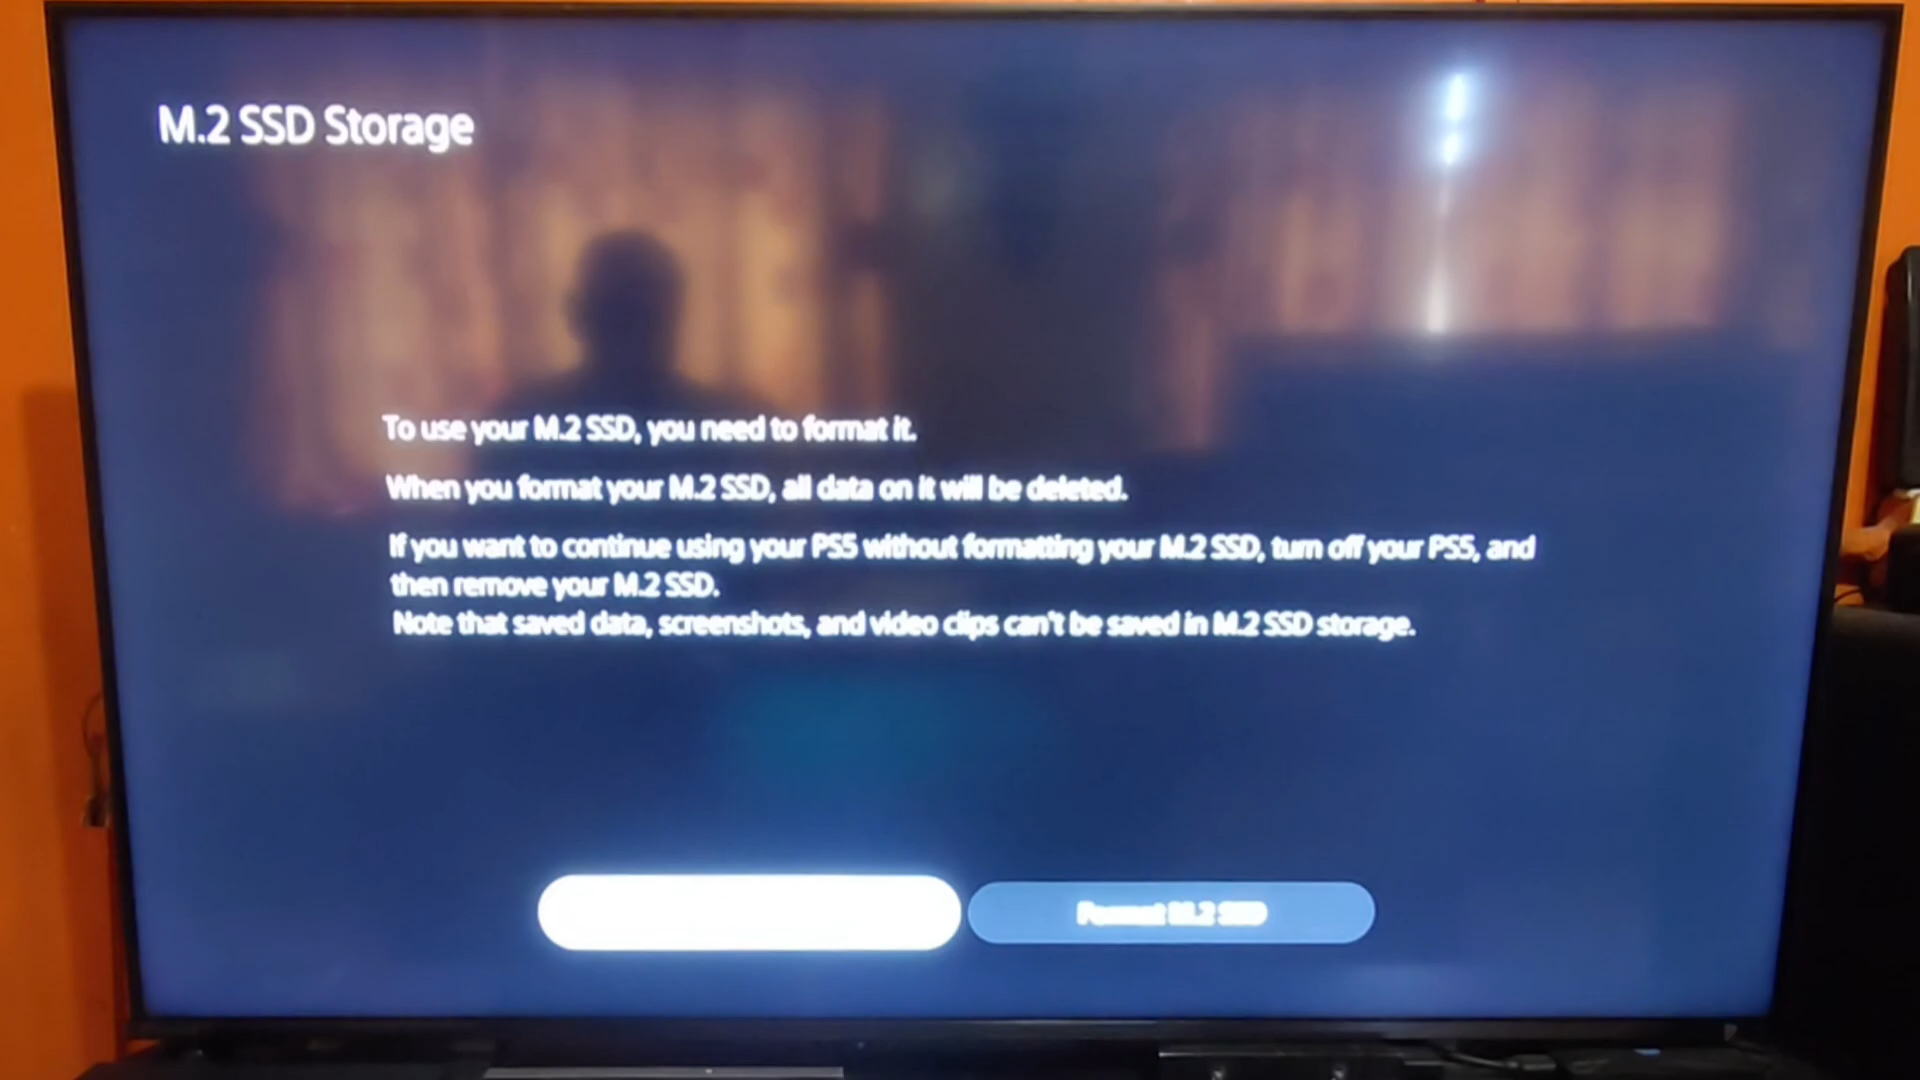 M.2 SSD Storage
To use your M.2 SSD, you need to format it.
When you format your M.2 SSD, all data on it will be deleted.
If you want to continue using your PS5 without formatting your M.2 SSD, turn off your PS5, and
then remove your M.2 SSD.
Note that saved data, screenshots, and video clips can't be saved in M.2 SSD storage.
Format M.2 SSD